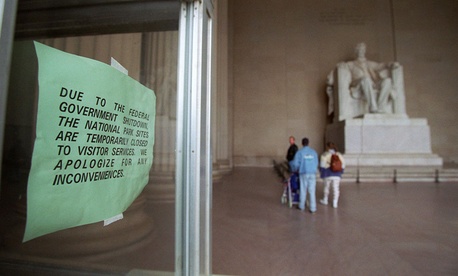 DUE TO THE FEDERAL
GOVERNMENT SHUTDOWN,
THE NATIONAL PARK SITES
ARE TEMPORARILY CLOSED
TO VISITOR SERVICES. WE
APOLOGIZE FOR ANY
INCONVENIENCES.